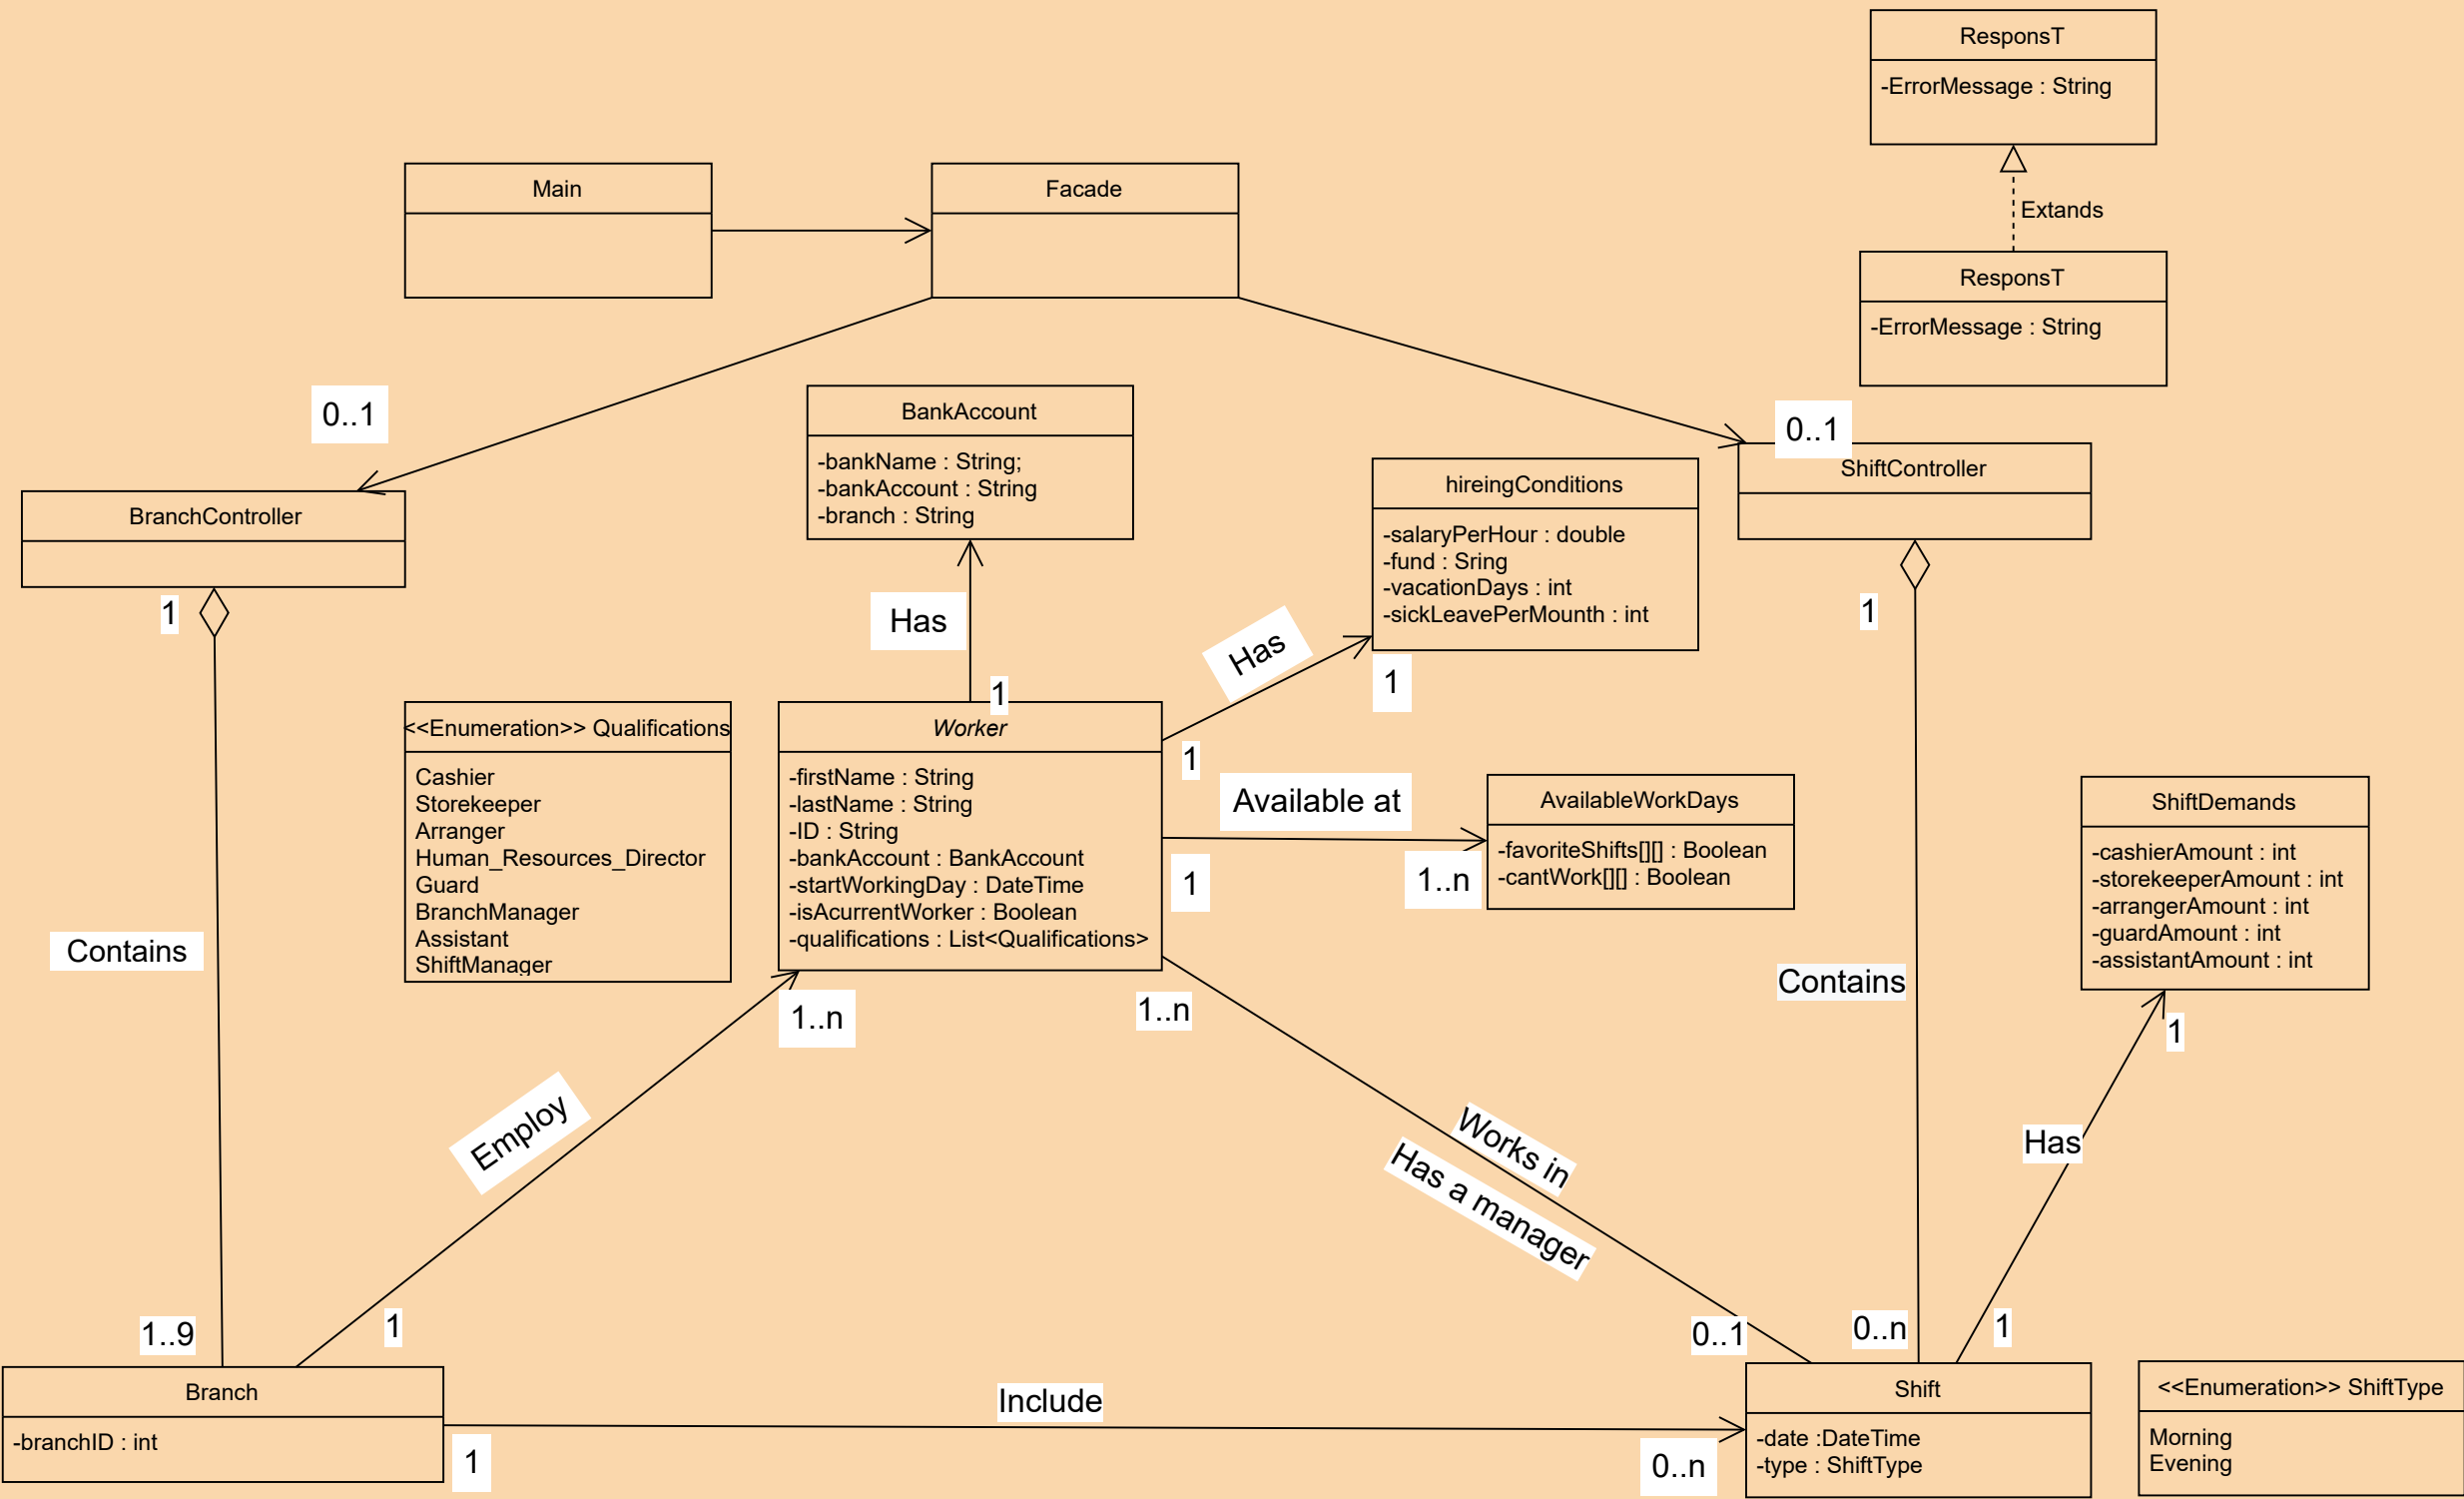 ResponsT
-ErrorMessage : String
Extands
ResponsT
-ErrorMessage : String
Main
Facade
0..1
0..1
BranchController
1
BankAccount
-bankName : String;
-bankAccount : String
-branch : String
Has
1
hireingConditions
-salaryPerHour : double
-fund : Sring
-vacationDays : int
-sickLeavePerMounth : int
Has
1
1
ShiftController
1
<<Enumeration>> Qualifications
Cashier
Storekeeper
Arranger
Human_Resources_Director
Guard
BranchManager
Assistant
ShiftManager
Worker
-firstName : String
-lastName : String
-ID : String
-bankAccount : BankAccount
-startWorkingDay : DateTime
-isAcurrentWorker : Boolean
-qualifications : List<Qualifications>
Available at
1
1..n
AvailableWorkDays
-favoriteShifts[][] : Boolean
-cantWork[][] : Boolean
ShiftDemands
-cashierAmount : int
-storekeeperAmount : int
-arrangerAmount : int
-guardAmount : int
-assistantAmount : int
Contains
Contains
1..n
1..n
1
Employ
Works in
Has a manager
Has
1..9
1
0..1
0..n
1
Branch
-branchID : int
Include
1
0..n
Shift
-date :DateTime
-type : ShiftType
<<Enumeration>> ShiftType
Morning
Evening